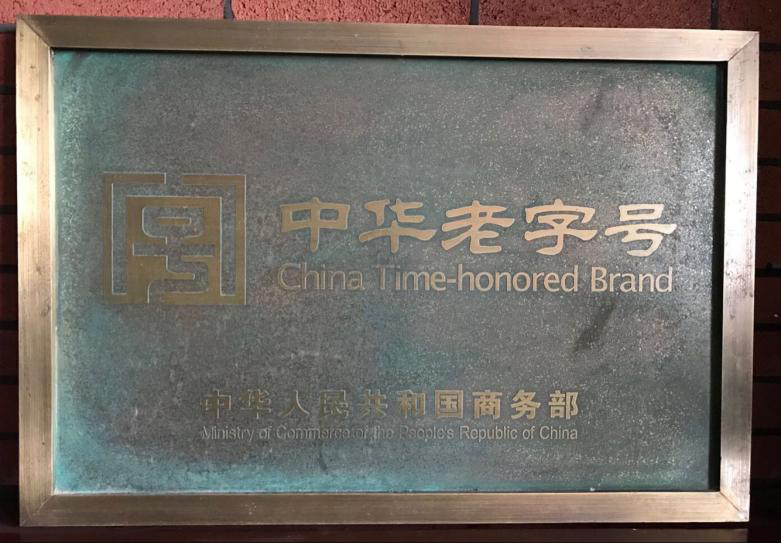 中华老字号
China Time-honored Brand
中华人民共和国商务部
Ministry of Commerce of the People's Republic of China